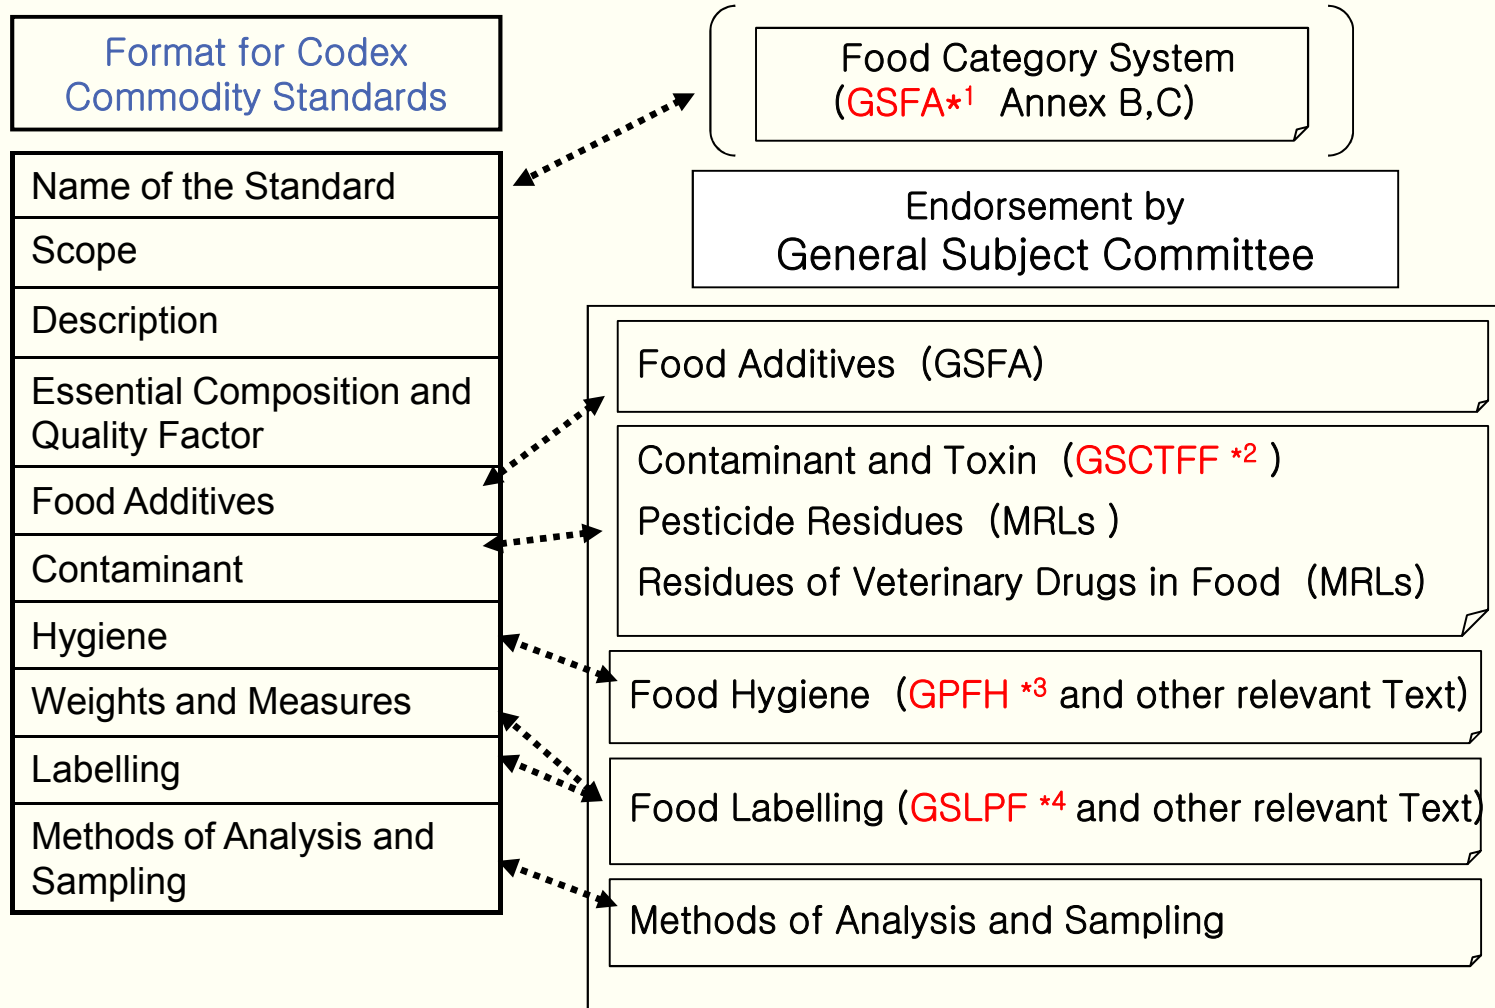 Format for Codex
Commodity Standards
Name of the Standard
Scope
Description
Essential Composition and
Quality Factor
Food Additives
Contaminant
Hygiene
Weights and Measures
Labelling
Methods of Analysis and
Sampling
Food Category System
(GSFA*1 Annex B,C)
Endorsement by
General Subject Committee
Food Additives (GSFA)
Contaminant and Toxin (GSCTFF *2 )
Pesticide Residues (MRLs )
Residues of Veterinary Drugs in Food (MRLs)
Food Hygiene (GPFH *3 and other relevant Text)
Food Labelling (GSLPF *4 and other relevant Text)
Methods of Analysis and Sampling